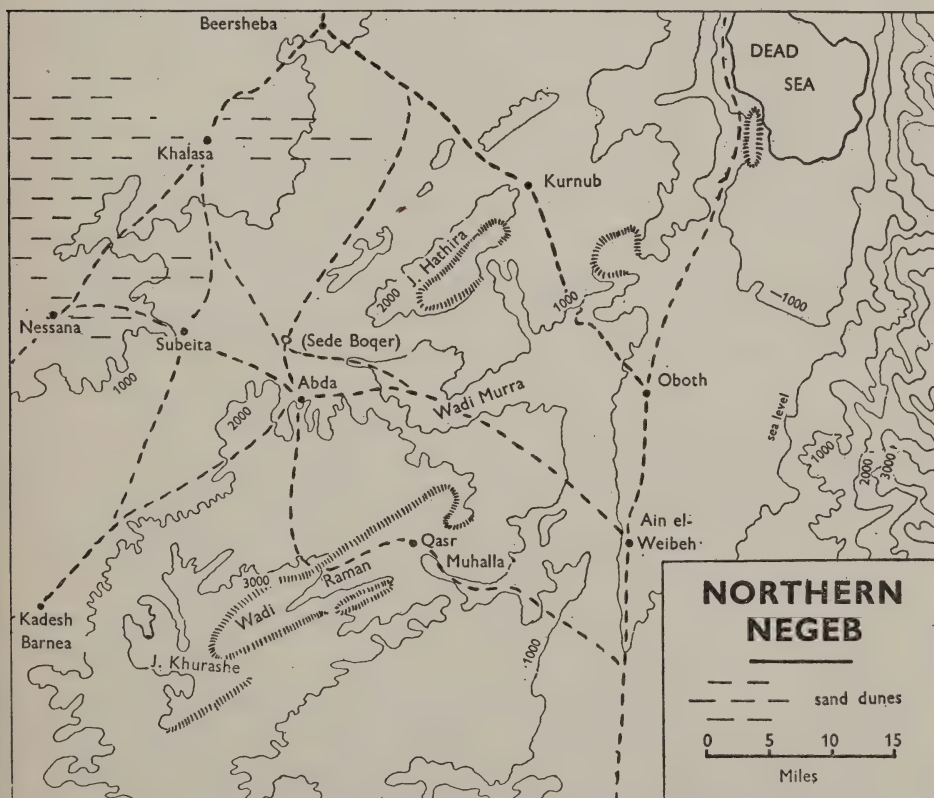 Beersheba
DEAD
SEA
Khalasa
Kurnub
J. Hathira
2000
1000
—1000
Nessana
Subeita
(Sede Boqer)
1000
Abda
Oboth
Wadi Murra
2000
sea level
1000
2000
3000
Ain el-
Weibeh
Qasr
Muhalla
3000
Raman
Wadi
Kadesh
Barnea
J. Khurashe
1000
NORTHERN
NEGEB
sand dunes
0 5 10 15
Miles